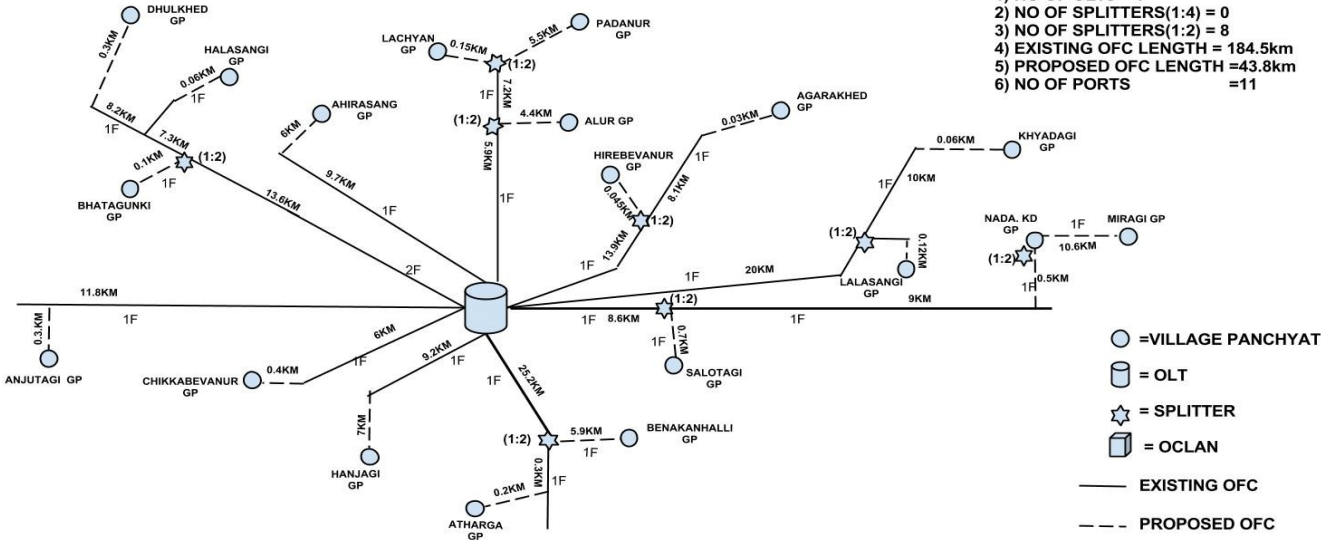 2) NO OF SPLITTERS(1:4) = 0
3) NO OF SPLITTERS(1:2) = 8
4) EXISTING OFC LENGTH = 184.5km
5) PROPOSED OFC LENGTH =43.8km
6) NO OF PORTS =11
DHULKHED
GP
0.3KM
HALASANGI
GP
0.06KM
1F
8.2KM
1F
7.3KM
(1:2)
0.1KM
1F
BHATAGUNKI
GP
13.6KM
2F
AHIRASANG
GP
6KM
9.7KM
1F
LACHYAN
GP
0.15KM
5.5KM
PADANUR
GP
(1:2)
7.2KM
1F
(1:2)
4.4KM
ALUR GP
5.9KM
1F
AGARAKHED
GP
0.03KM
1F
HIREBEVANUR
GP
8.1KM
0.045KM
(1:2)
13.9KM
1F
KHYADAGI
GP
0.06KM
1F
10KM
(1:2)
0.12KM
LALASANGI
GP
20KM
1F
NADA. KD
GP
1F
MIRAGI GP
10.6KM
(1:2)
0.5KM
1F
9KM
1F
(1:2)
8.6KM
1F
0.7KM
1F
SALOTAGI
GP
11.8KM
1F
0.3.KM
ANJUTAGI GP
6KM
1F
0.4KM
CHIKKABEVANUR
GP
9.2KM
1F
7KM
HANJAGI
GP
25.2KM
1F
(1:2)
5.9KM
1F
BENAKANHALLI
GP
0.3KM
1F
0.2KM
ATHARGA
GP
=VILLAGE PANCHYAT
= OLT
= SPLITTER
= OCLAN
EXISTING OFC
PROPOSED OFC